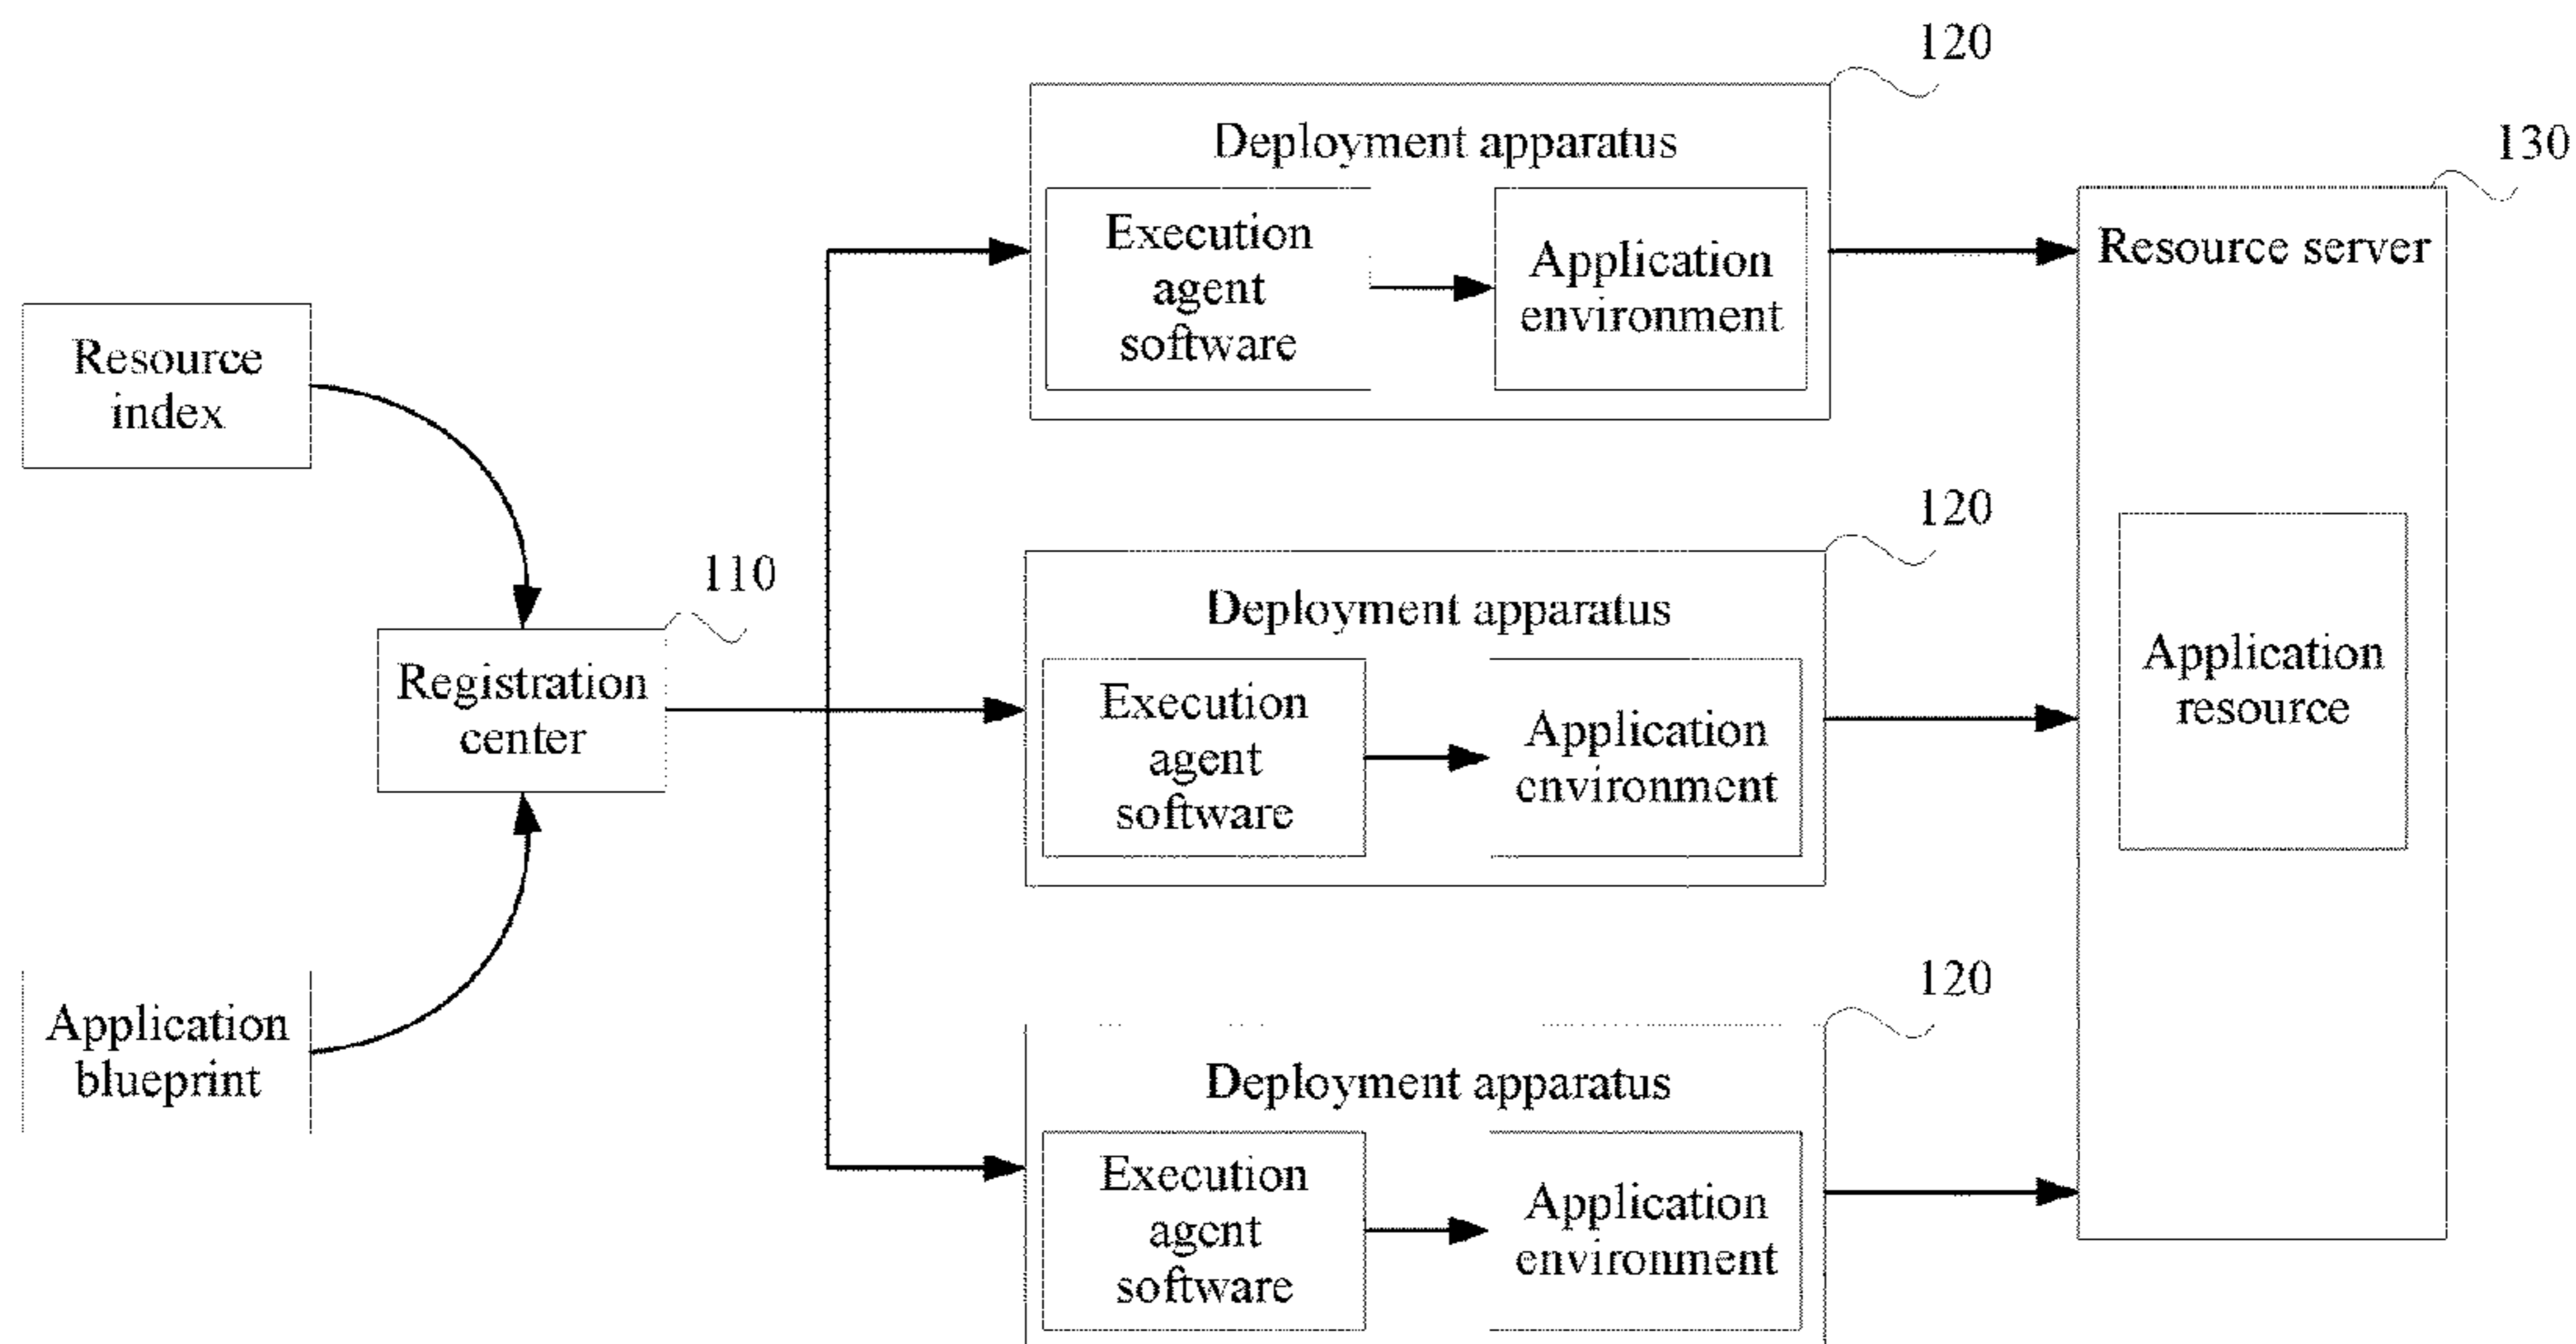 Resource
index
Application
blueprint
110
Registration
center
120
Deployment apparatus
Execution
agent
software
Application
environment
120
Deployment apparatus
Execution
agent
software
Application
environment
120
Deployment apparatus
Execution
agent
software
Application
environment
130
Resource server
Application
resource